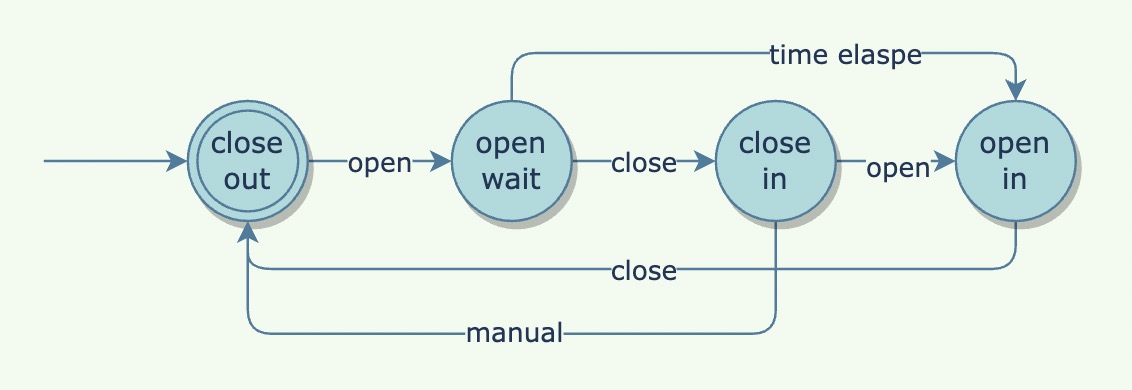 time elaspe
close
out
open
open
wait
close
close
in
open
open
in
close
manual